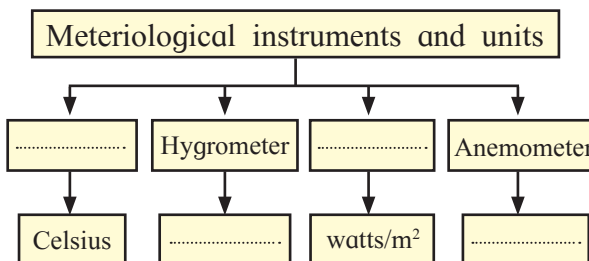 Meteriological instruments and units
........................ Hygrometer ........................ Anemometer
Celsius ........................ watts/m² ........................